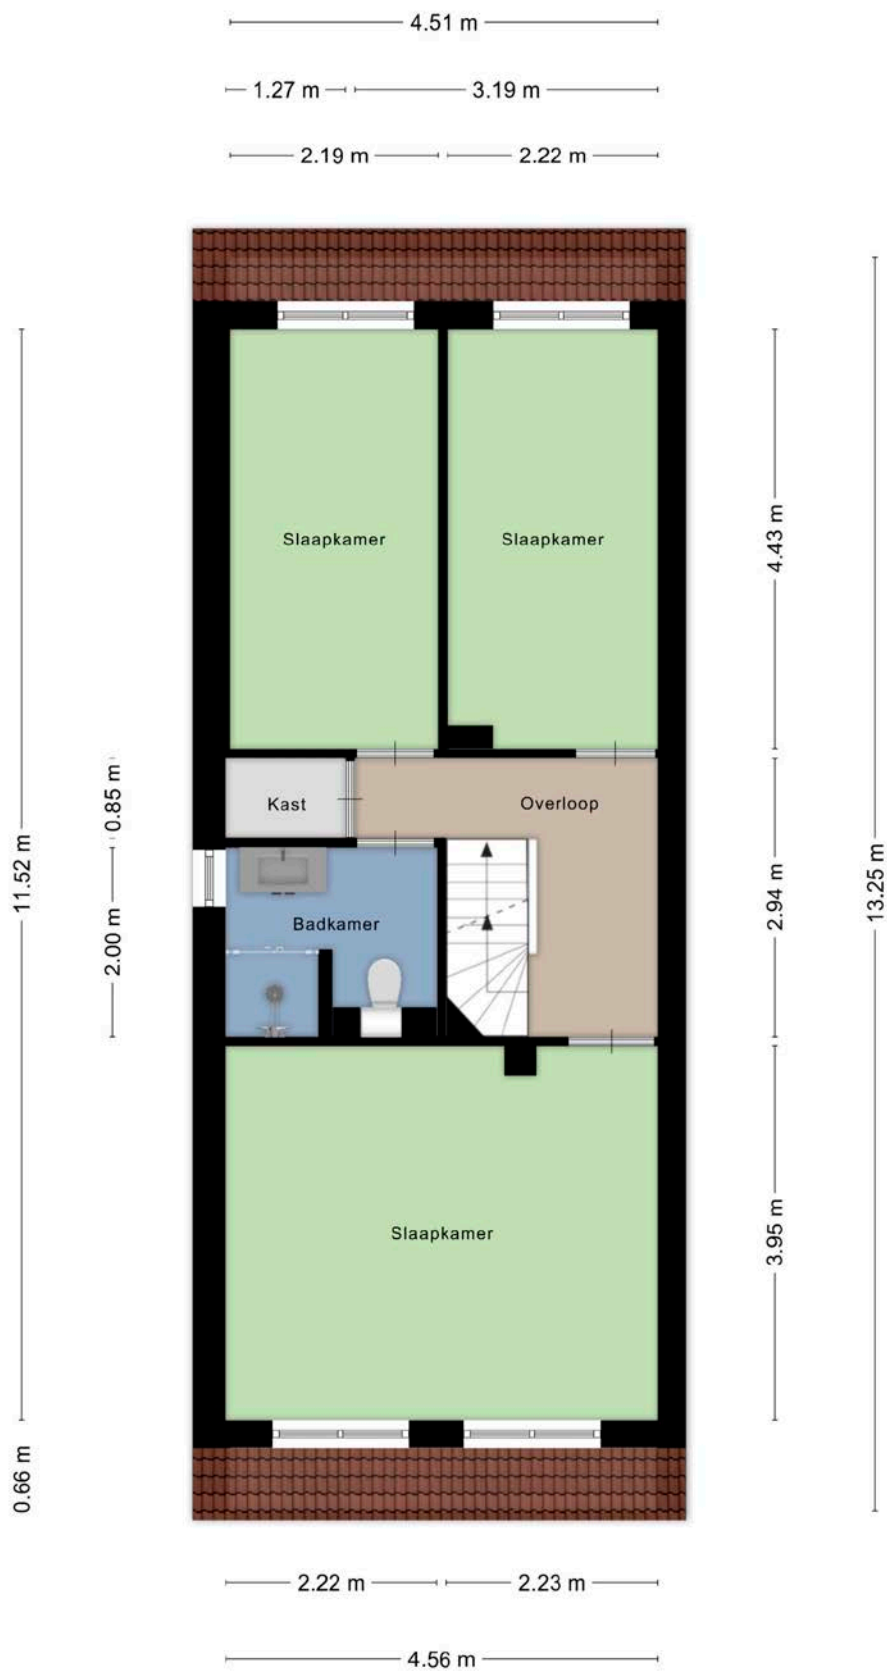 4.51 m
1.27 m
3.19 m
2.19 m
2.22 m
Slaapkamer
Slaapkamer
4.43 m
0.85 m
Kast
Overloop
11.52 m
13.25 m
2.94 m
2.00 m
Badkamer
3.95 m
Slaapkamer
0.66 m
2.22 m
2.23 m
4.56 m